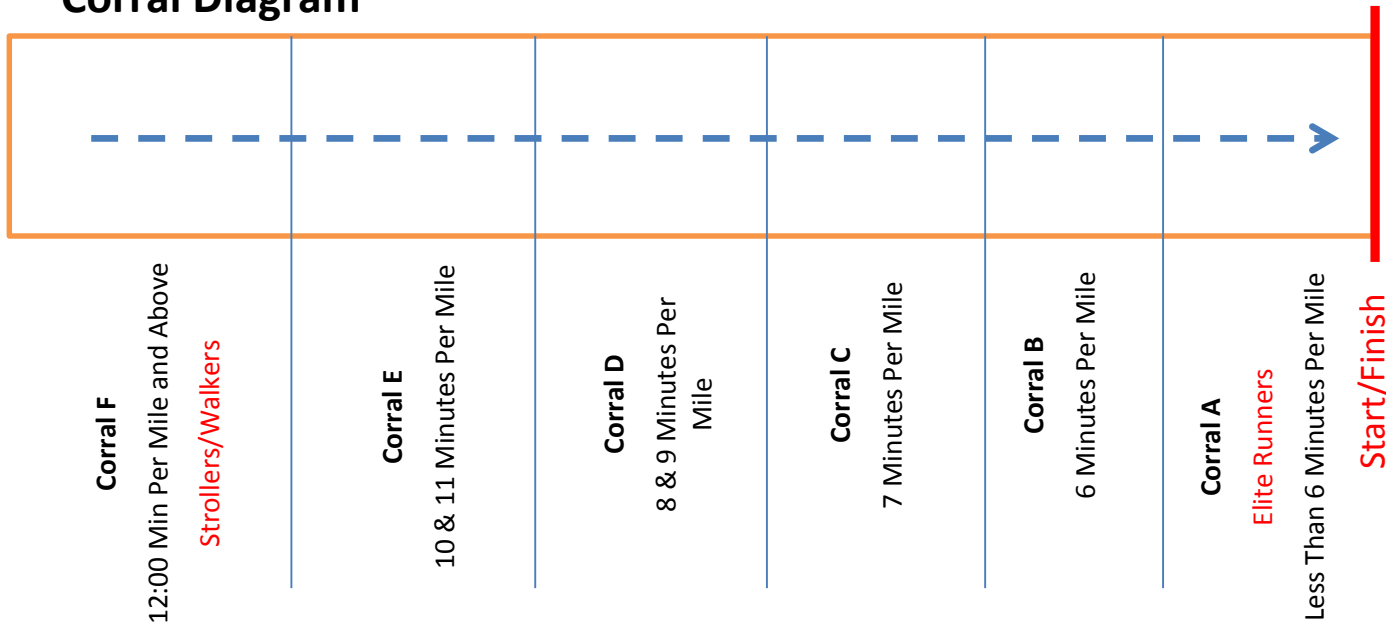 Corral Diagram
Corral F
12:00 Min Per Mile and Above
Strollers/Walkers
Corral E
10 & 11 Minutes Per Mile
Corral D
8 & 9 Minutes Per
Mile
Corral C
7 Minutes Per Mile
Corral B
6 Minutes Per Mile
Corral A
Elite Runners
Less Than 6 Minutes Per Mile
Start/Finish